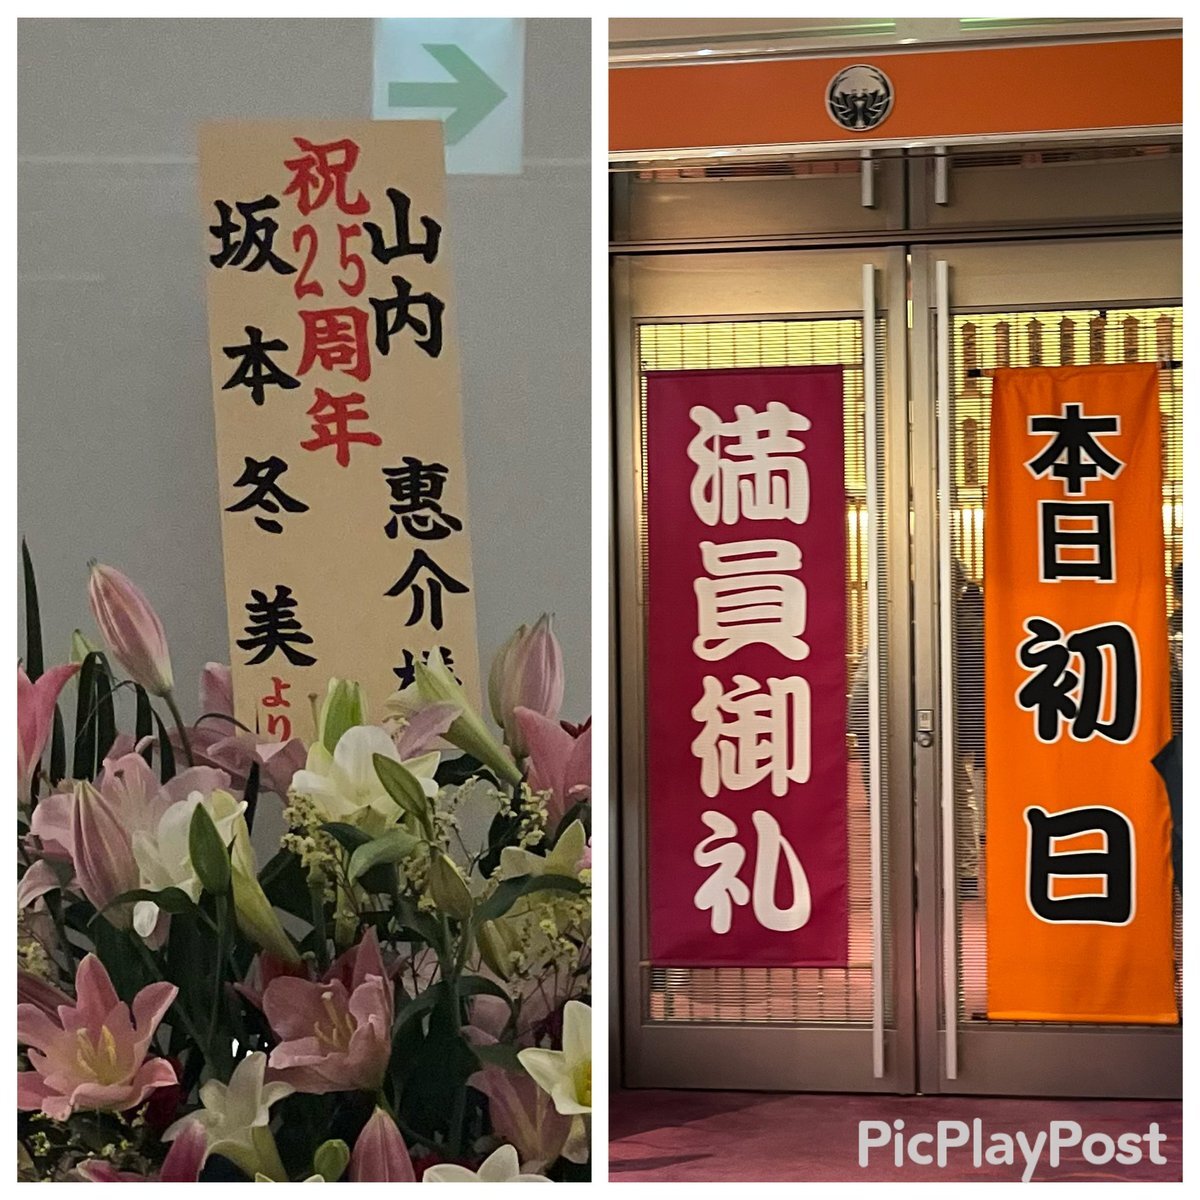 祝25周年
山内惠介様
坂本冬美より
満員御礼
本日初日
PicPlayPost